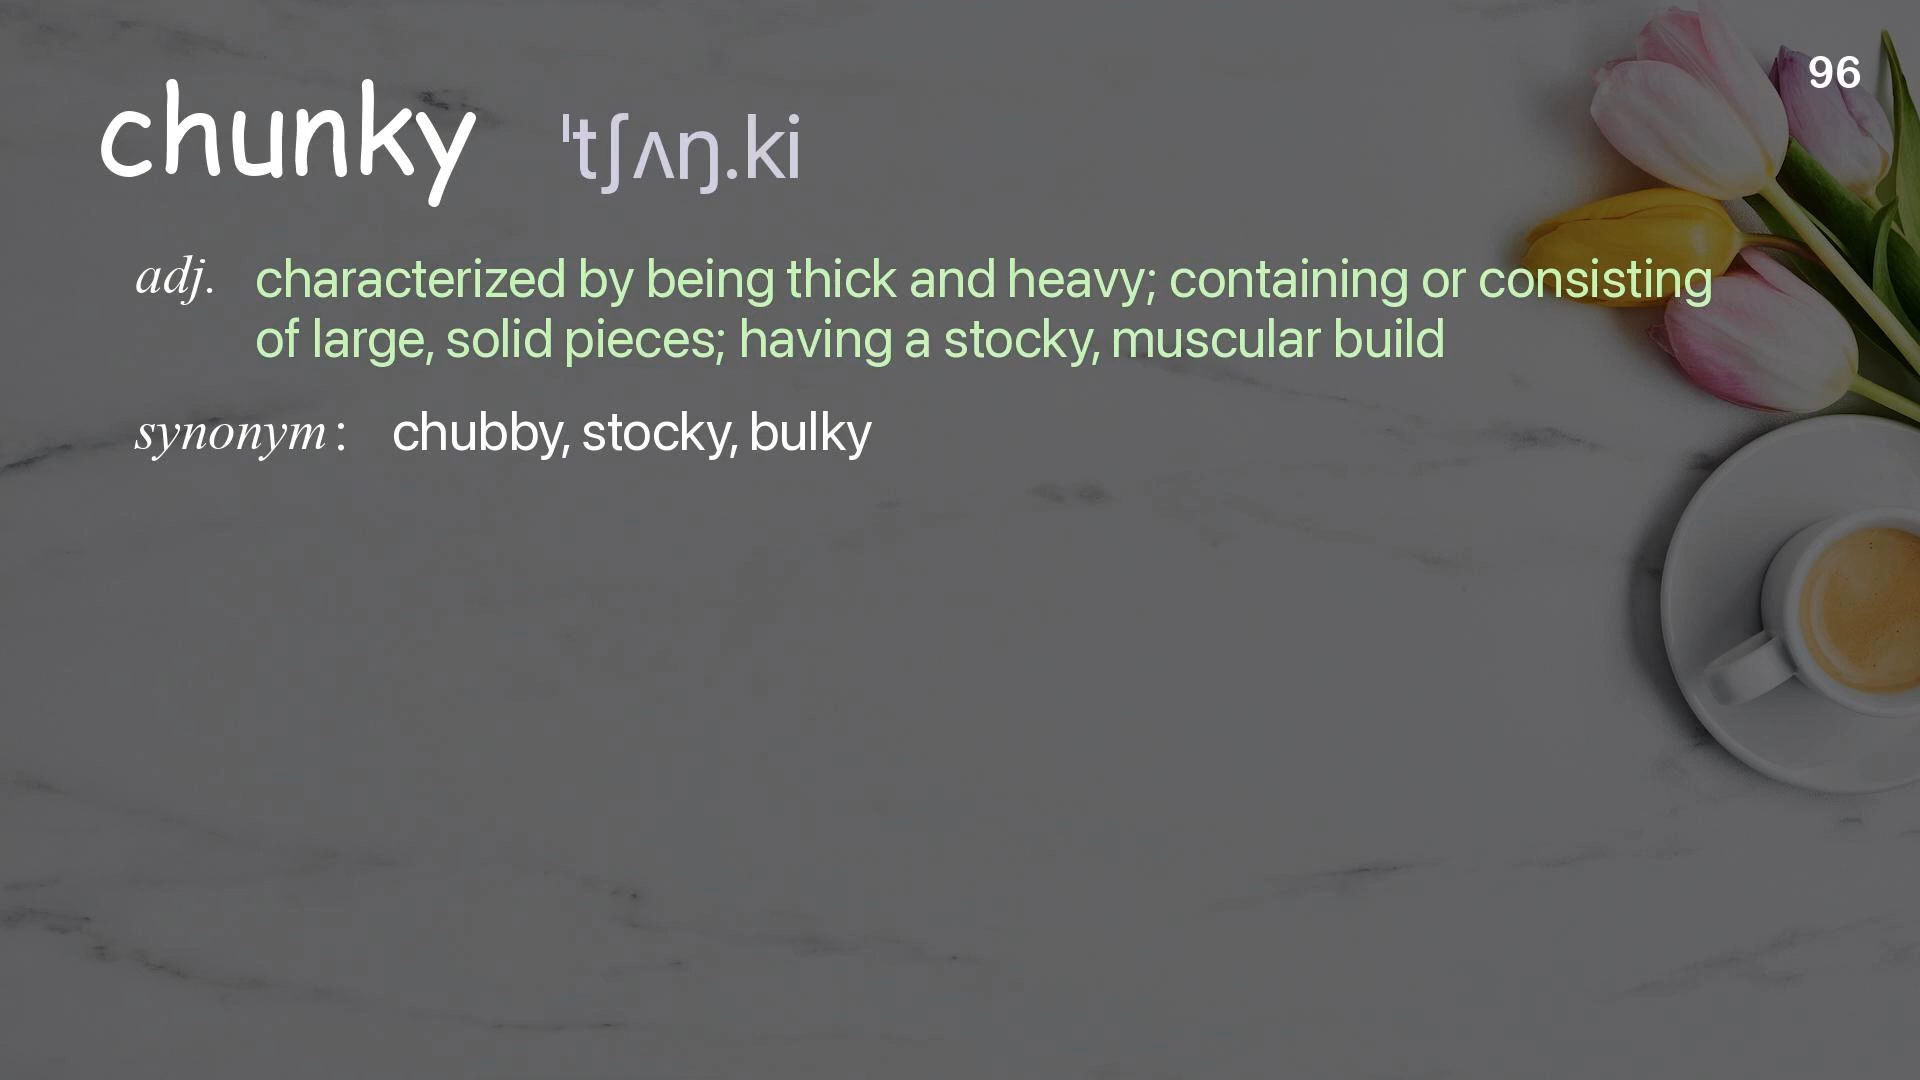 96
chunky ˈtʃʌŋ.ki
adj. characterized by being thick and heavy; containing or consisting
of large, solid pieces; having a stocky, muscular build
synonym: chubby, stocky, bulky